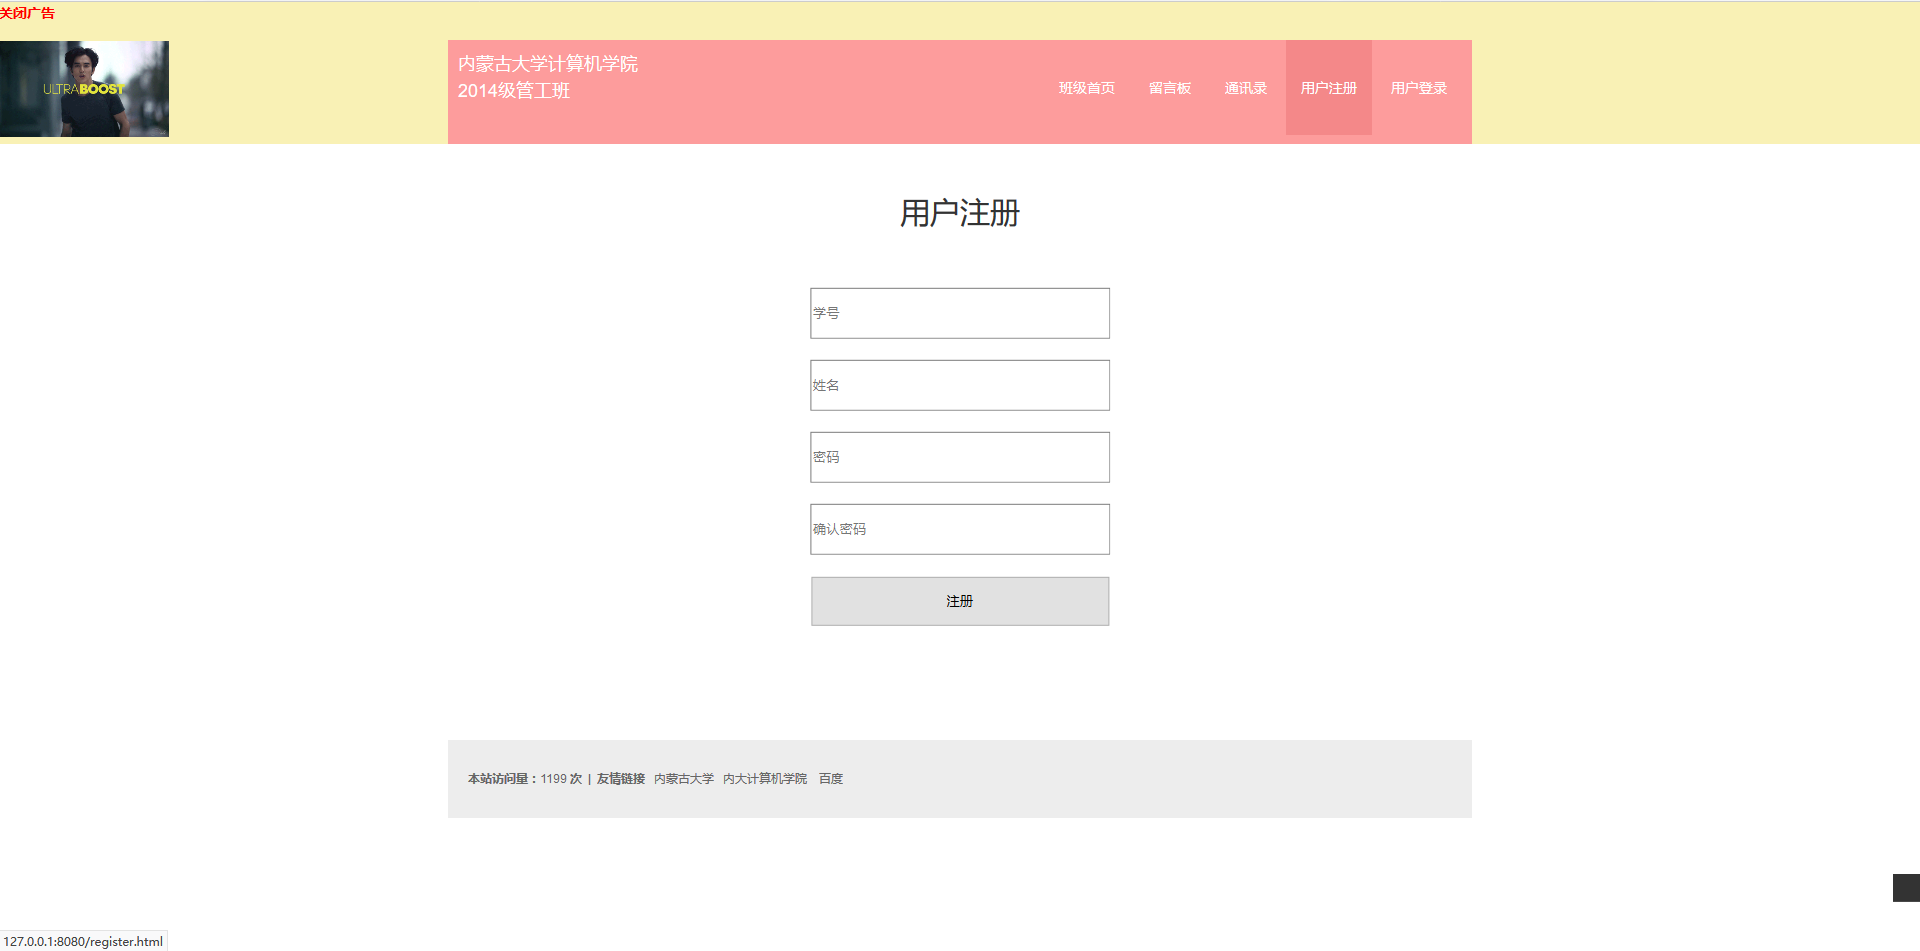 关闭广告
ULTRABOOST
内蒙古大学计算机学院
2014级管工班
班级首页 留言板 通讯录 用户注册 用户登录
用户注册
学号
姓名
密码
确认密码
注册
本站访问量：1199 次 | 友情链接 内蒙古大学 内大计算机学院 百度
127.0.0.1:8080/register.html